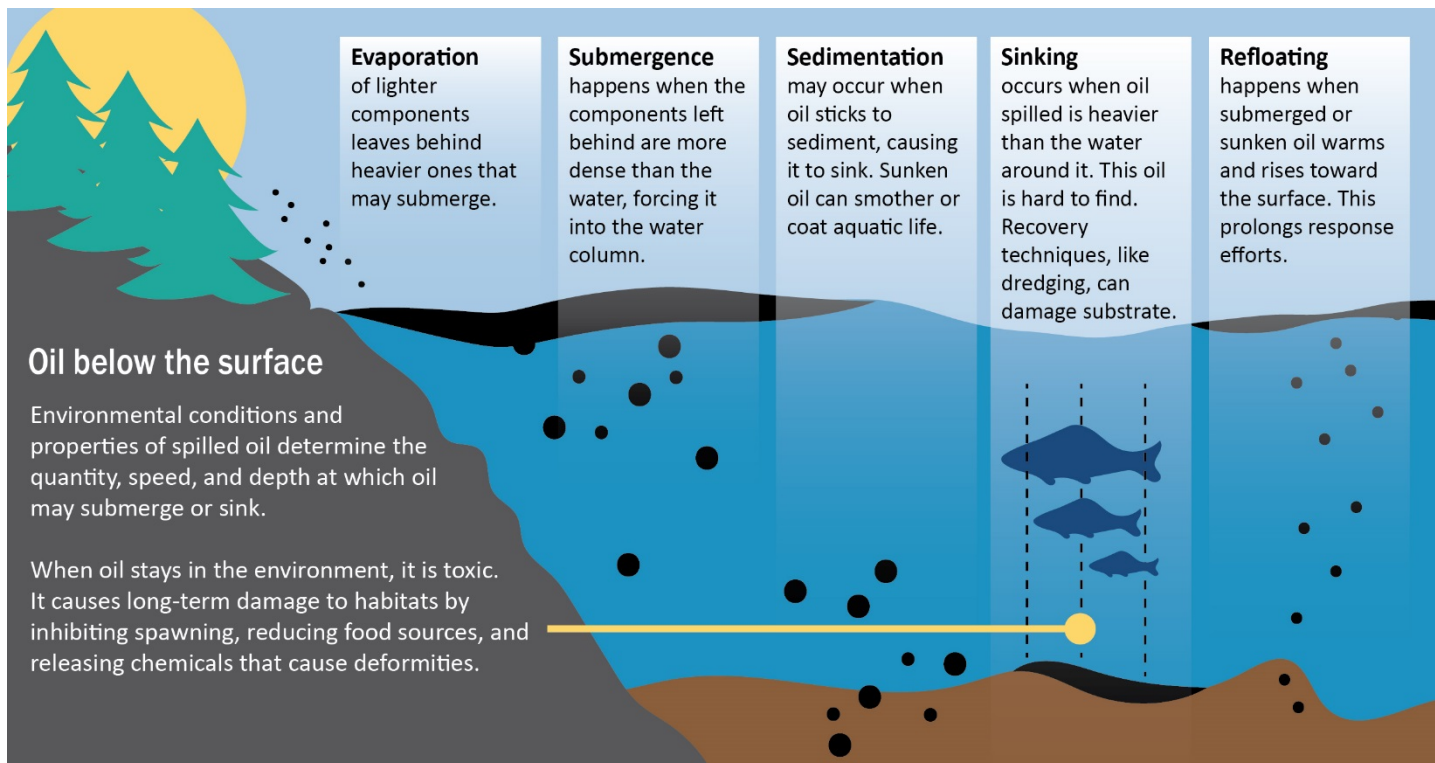 Evaporation
of lighter
components
leaves behind
heavier ones that
may submerge.
Submergence
happens when the
components left
behind are more
dense than the
water, forcing it
into the water
column.
Sedimentation
may occur when
oil sticks to
sediment, causing
it to sink. Sunken
oil can smother or
coat aquatic life.
Sinking
occurs when oil
spilled is heavier
than the water
around it. This oil
is hard to find.
Recovery
techniques, like
dredging, can
damage substrate.
Refloating
happens when
submerged or
sunken oil warms
and rises toward
the surface. This
prolongs response
efforts.
Oil below the surface
Environmental conditions and
properties of spilled oil determine the
quantity, speed, and depth at which oil
may submerge or sink.
When oil stays in the environment, it is toxic.
It causes long-term damage to habitats by
inhibiting spawning, reducing food sources, and
releasing chemicals that cause deformities.